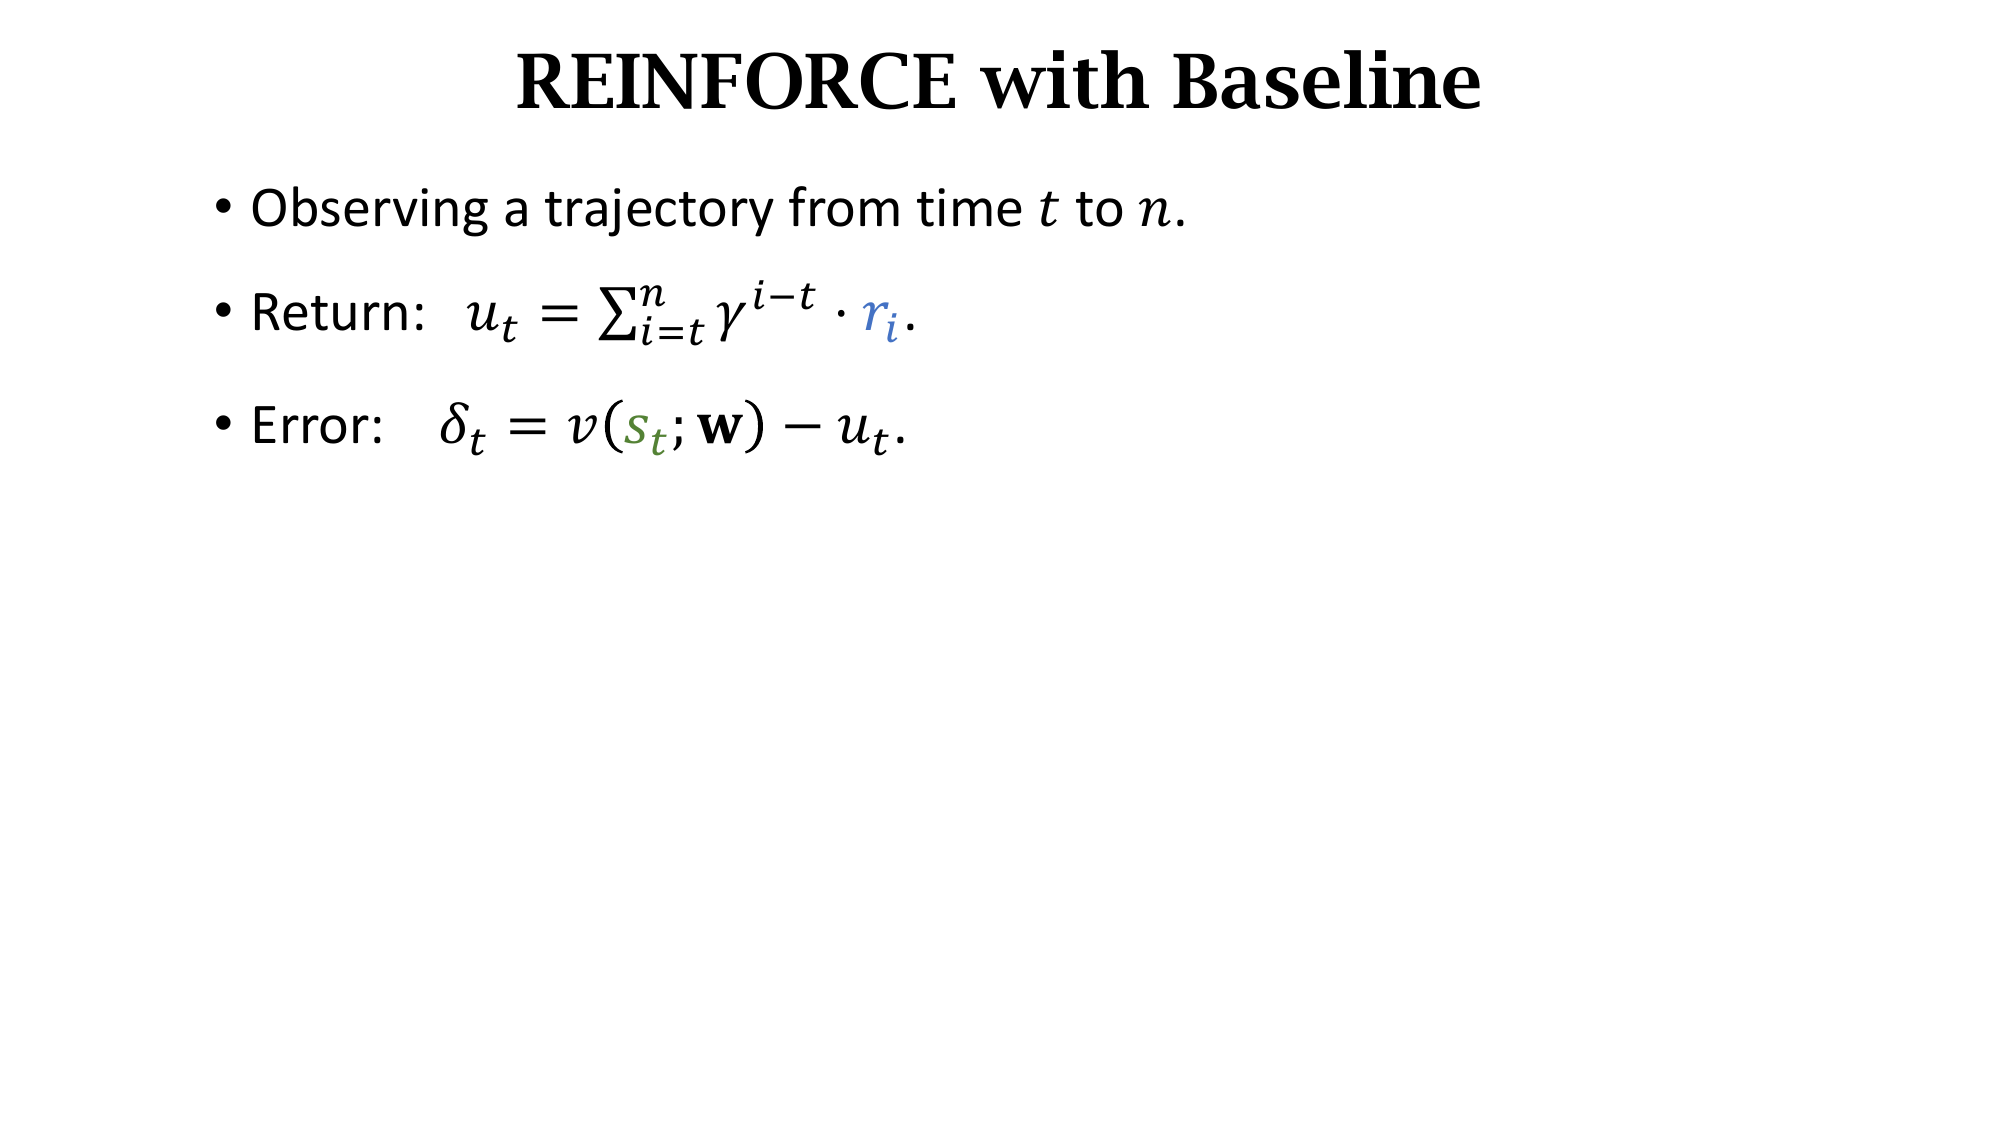 REINFORCE with Baseline
• Observing a trajectory from time 𝑡 to 𝑛.
• Return: $u_t = \sum_{i=t}^{n} \gamma^{i-t} \cdot r_i$.
• Error: $\delta_t = v(s_t; \mathbf{w}) - u_t$.